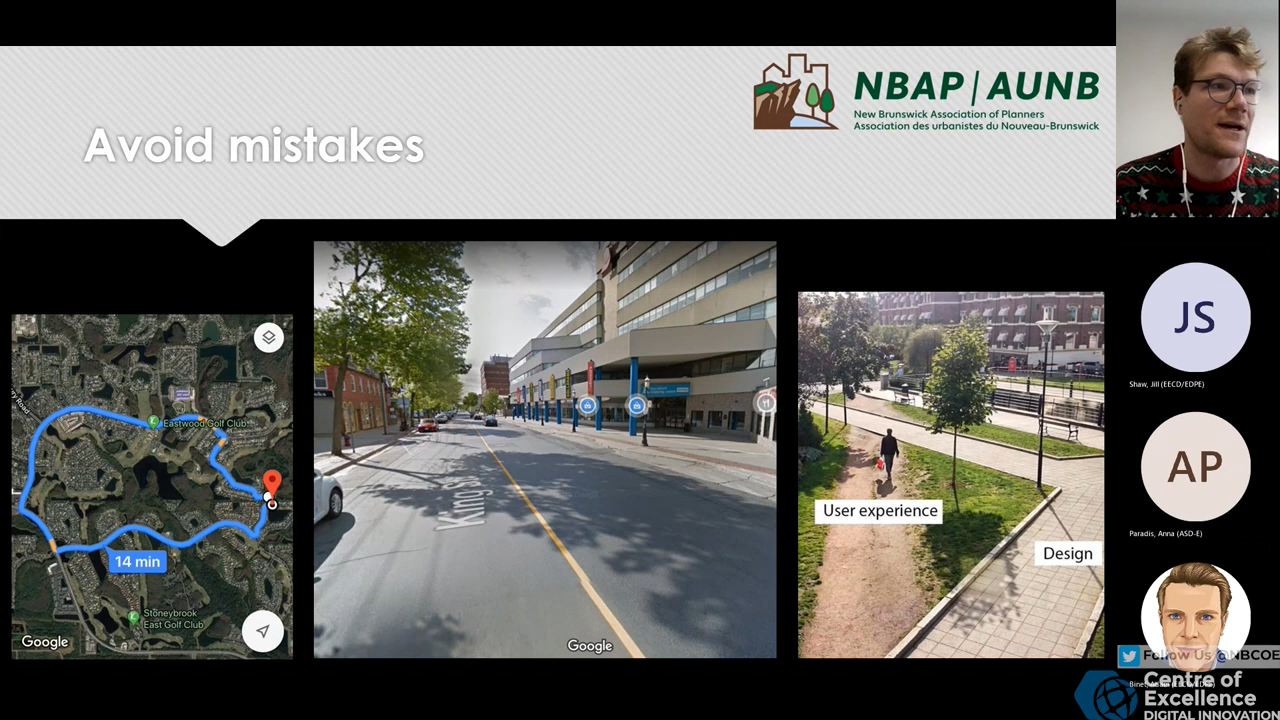 Avoid mistakes
NBAP | AUNB
New Brunswick Association of Planners
Association des urbanistes du Nouveau-Brunswick
Eastwood Golf Club
14 min
Stoneybrook
East Golf Club
Google
King
Google
User experience
Design
JS
Shaw, Jill (EECD/EDPE)
AP
Paradis, Anna (ASD-E)
Follow Us @NBCOE
Centre of
Excellence
DIGITAL INNOVATION